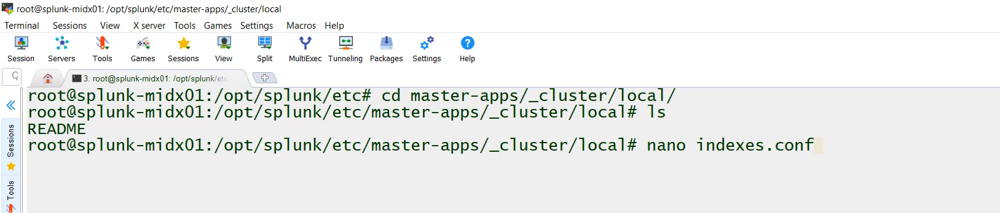 root@splunk-midx01: /opt/splunk/etc/master-apps/_cluster/local
Terminal Sessions View X server Tools Games Settings Macros Help
Session Servers Tools Games Sessions View Split MultiExec Tunneling Packages Settings Help
3. root@splunk-midx01: /opt/splunk/etc
root@splunk-midx01:/opt/splunk/etc# cd master-apps/_cluster/local/
root@splunk-midx01:/opt/splunk/etc/master-apps/_cluster/local# ls
README
root@splunk-midx01:/opt/splunk/etc/master-apps/_cluster/local# nano indexes.conf
Sessions
Tools